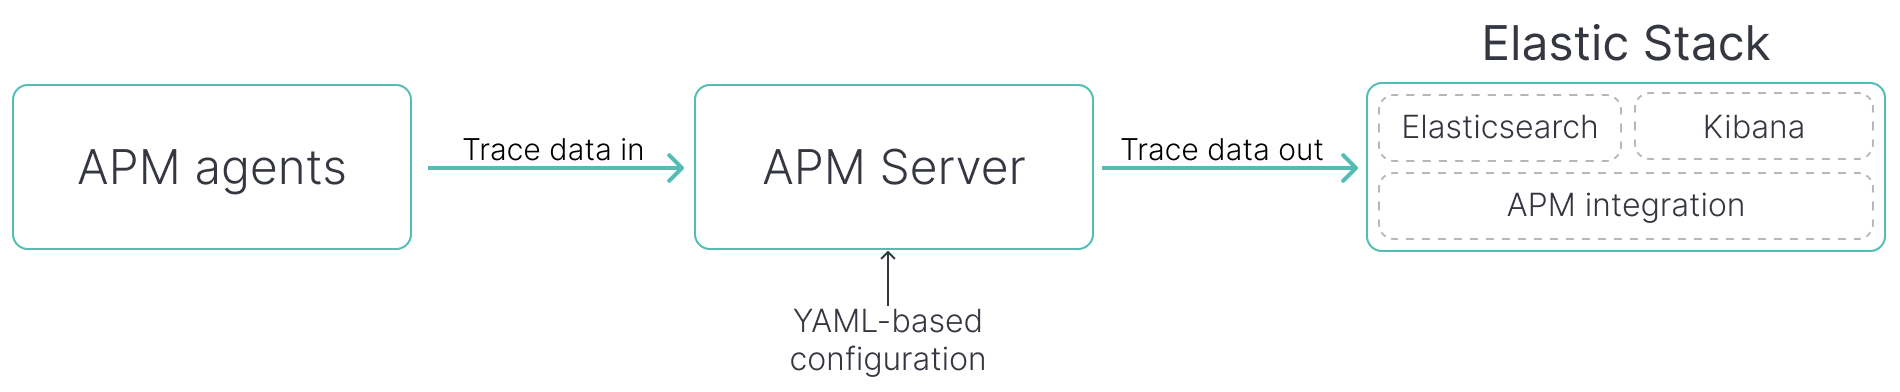 Elastic Stack
APM agents
Trace data in
APM Server
Trace data out
Elasticsearch
Kibana
APM integration
YAML-based
configuration